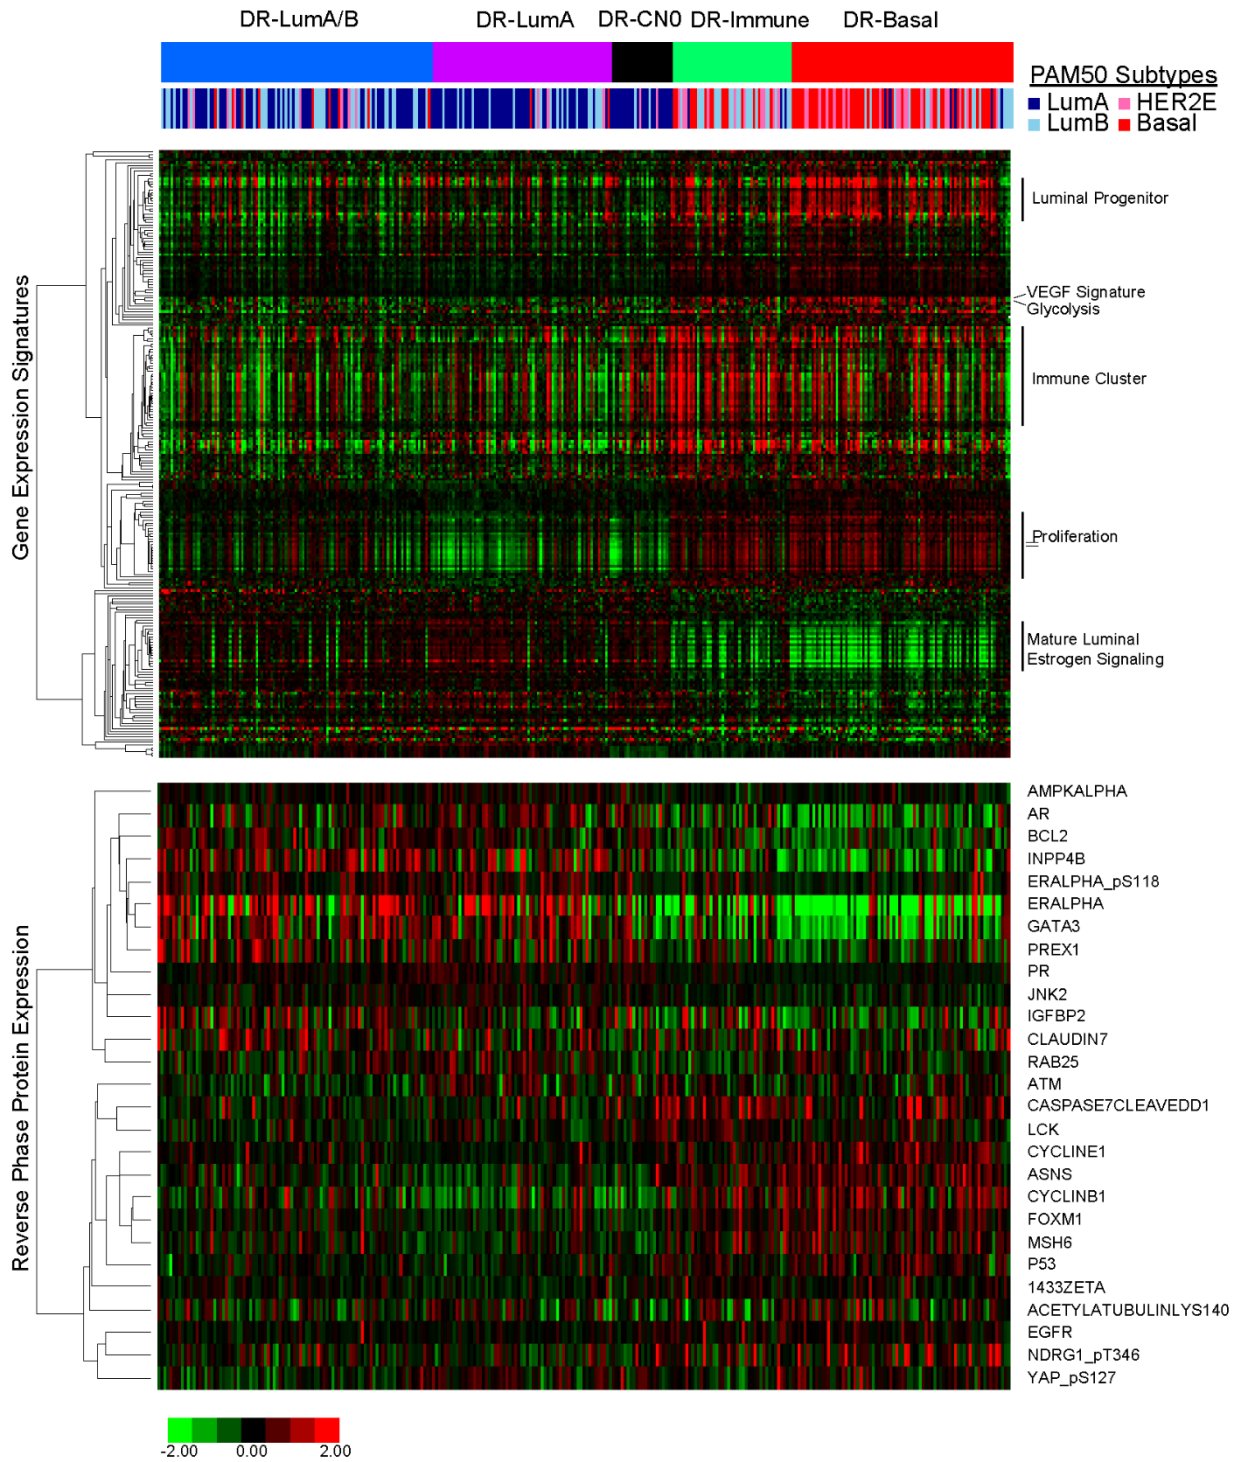 DR-LumA/B DR-LumA DR-CN0 DR-Immune DR-Basal
PAM50 Subtypes
LumA HER2E
LumB Basal
Gene Expression Signatures
Luminal Progenitor
VEGF Signature
Glycolysis
Immune Cluster
Proliferation
Mature Luminal
Estrogen Signaling
Reverse Phase Protein Expression
AMPKALPHA
AR
BCL2
INPP4B
ERALPHA_pS118
ERALPHA
GATA3
PREX1
PR
JNK2
IGFBP2
CLAUDIN7
RAB25
ATM
CASPASE7CLEAVEDD1
LCK
CYCLINE1
ASNS
CYCLINB1
FOXM1
MSH6
P53
1433ZETA
ACETYLATUBULINLYS140
EGFR
NDRG1_pT346
YAP_pS127
-2.00 0.00 2.00